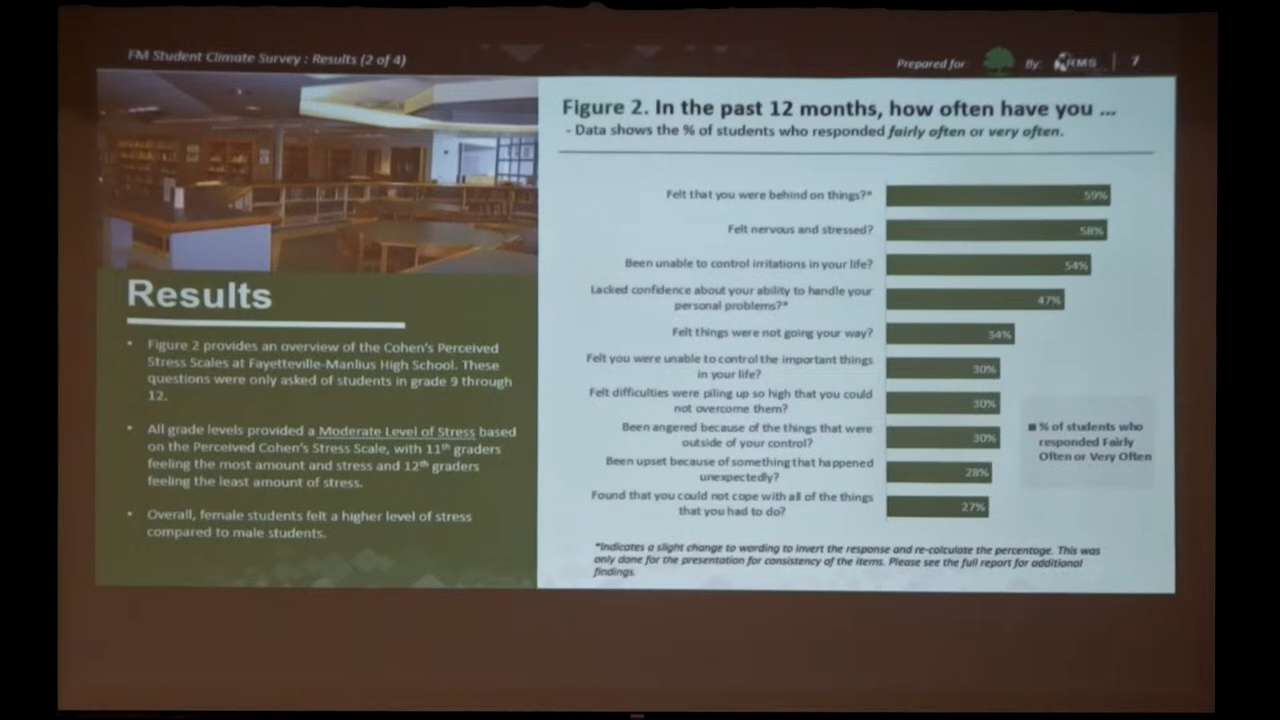 FM Student Climate Survey : Results (2 of 4)
Prepared for: By: RMS | 7
Results
• Figure 2 provides an overview of the Cohen's Perceived
Stress Scales at Fayetteville-Manlius High School. These
questions were only asked of students in grade 9 through
12.
• All grade levels provided a Moderate Level of Stress based
on the Perceived Cohen's Stress Scale, with 11th graders
feeling the most amount and stress and 12th graders
feeling the least amount of stress.
• Overall, female students felt a higher level of stress
compared to male students.
Figure 2. In the past 12 months, how often have you ...
- Data shows the % of students who responded fairly often or very often.
Felt that you were behind on things?* 59%
Felt nervous and stressed? 58%
Been unable to control irritations in your life? 54%
Lacked confidence about your ability to handle your
personal problems?* 47%
Felt things were not going your way? 34%
Felt you were unable to control the important things
in your life? 30%
Felt difficulties were piling up so high that you could
not overcome them? 30%
Been angered because of the things that were
outside of your control? 30%
Been upset because of something that happened
unexpectedly? 28%
Found that you could not cope with all of the things
that you had to do? 27%
% of students who
responded Fairly
Often or Very Often
*Indicates a slight change to wording to invert the response and re-calculate the percentage. This was
only done for the presentation for consistency of the items. Please see the full report for additional
findings.